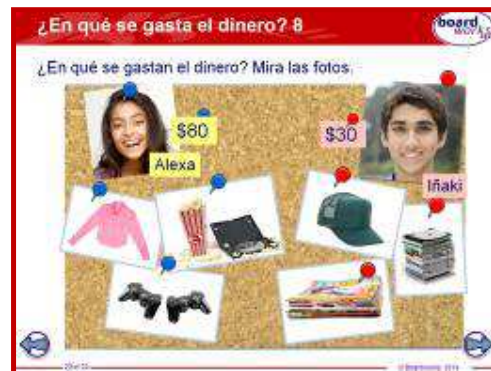 ¿En qué se gasta el dinero? 8
board
works
¿En qué se gastan el dinero? Mira las fotos.
$80
$30
Alexa
Iñaki